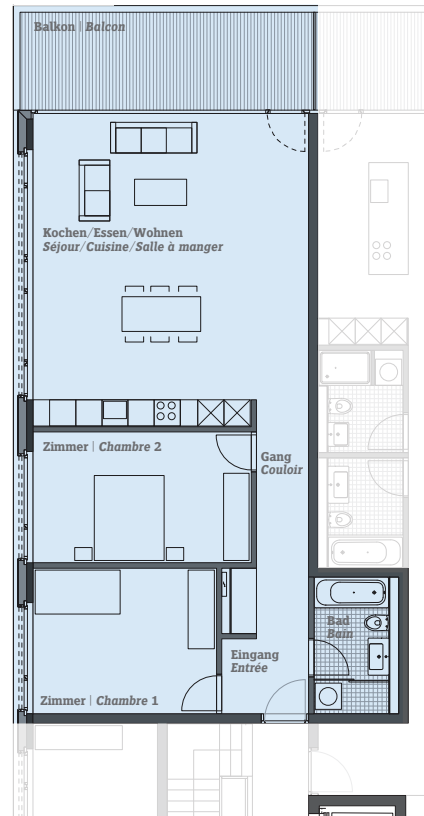 Balkon | Balcon
Kochen/Essen/Wohnen
Séjour/Cuisine/Salle à manger
Zimmer | Chambre 2
Gang
Couloir
Bad
Bain
Eingang
Entrée
Zimmer | Chambre 1